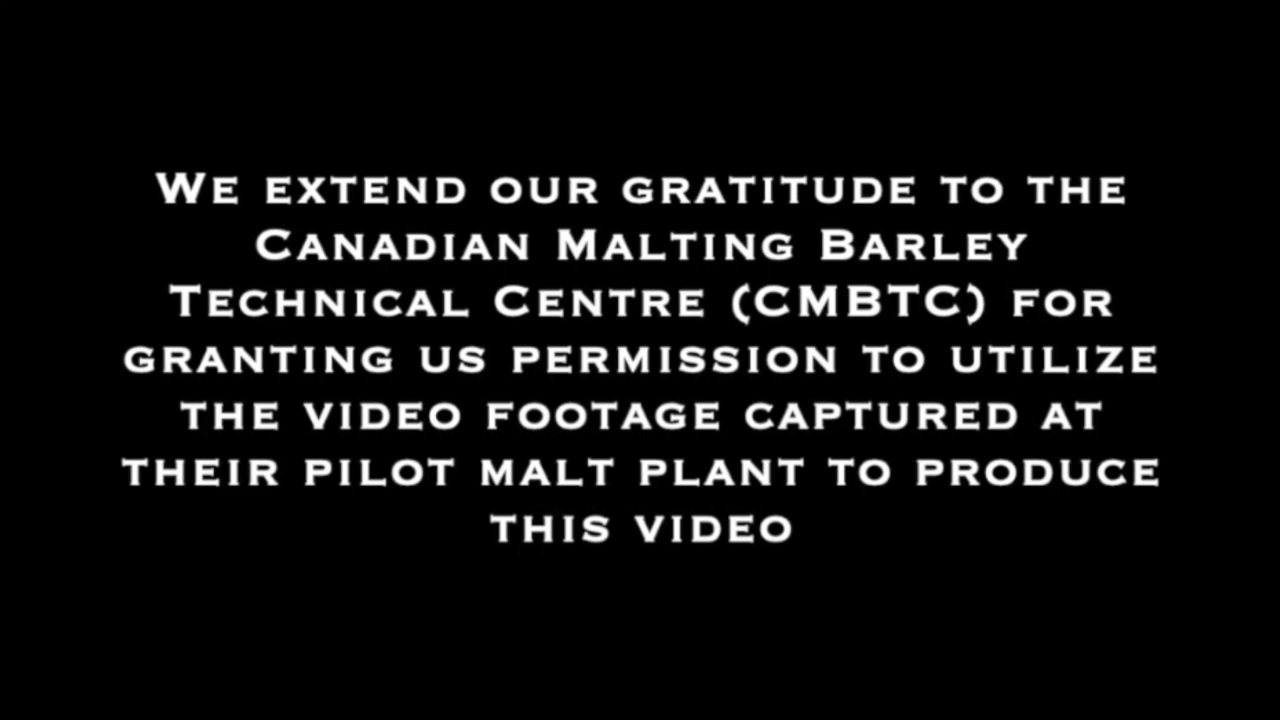 We extend our gratitude to the
Canadian Malting Barley
Technical Centre (CMBTC) for
granting us permission to utilize
the video footage captured at
their pilot malt plant to produce
this video